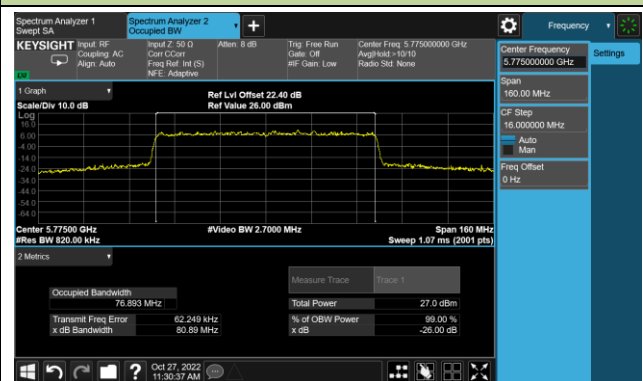 Spectrum Analyzer 1
Swept SA
Spectrum Analyzer 2
Occupied BW
Frequency
KEYSIGHT
Input: RF
Coupling: AC
Align: Auto
Input Z: 50 Ω
Corr CCorr
Freq Ref: Int (S)
NFE: Adaptive
Atten: 8 dB
Trig: Free Run
Gate: Off
#IF Gain: Low
Center Freq: 5.775000000 GHz
Avg|Hold:>10/10
Radio Std: None
Center Frequency
5.775000000 GHz
Settings
Span
160.00 MHz
CF Step
16.000000 MHz
Auto
Man
Freq Offset
0 Hz
1 Graph
Scale/Div 10.0 dB
Ref Lvl Offset 22.40 dB
Ref Value 26.00 dBm
Log
16.0
6.00
-4.00
-14.0
-24.0
-34.0
-44.0
-54.0
-64.0
Center 5.77500 GHz
#Res BW 820.00 kHz
#Video BW 2.7000 MHz
Span 160 MHz
Sweep 1.07 ms (2001 pts)
2 Metrics
Measure Trace
Trace 1
Occupied Bandwidth
76.893 MHz
Total Power
27.0 dBm
Transmit Freq Error
62.249 kHz
% of OBW Power
99.00 %
x dB Bandwidth
80.89 MHz
x dB
-26.00 dB
Oct 27, 2022
11:30:37 AM